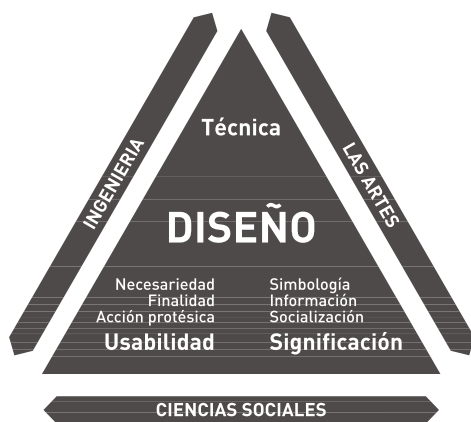 INGENIERIA
LAS ARTES
Técnica
DISEÑO
Necesariedad
Finalidad
Acción protésica
Usabilidad
Simbología
Información
Socialización
Significación
CIENCIAS SOCIALES